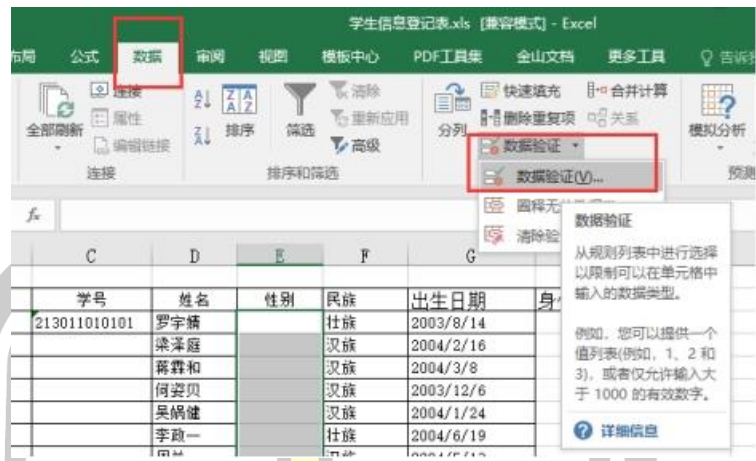 学生信息登记表.xls [兼容模式] - Excel
布局 公式 数据 审阅 视图 模板中心 PDF工具集 金山文档 更多工具 告诉
连接 清除 快速填充 合并计算
全部刷新 属性 排序 筛选 重新应用 分列 删除重复项 关系 模拟分析
编辑链接 高级 数据验证
连接 排序和筛选 数据验证(V)... 预测
fx 圈释无
清除验
数据验证
从规则列表中进行选择
以限制可以在单元格中
输入的数据类型。
例如，您可以提供一个
值列表(例如，1、2 和
3)，或者仅允许输入大
于 1000 的有效数字。
详细信息
C D E F G
学号 姓名 性别 民族 出生日期 身
213011010101 罗宇婧 壮族 2003/8/14
梁泽庭 汉族 2004/2/16
蒋霖和 汉族 2004/3/8
何姿贝 汉族 2003/12/6
吴娲健 汉族 2004/1/24
李政一 壮族 2004/6/19